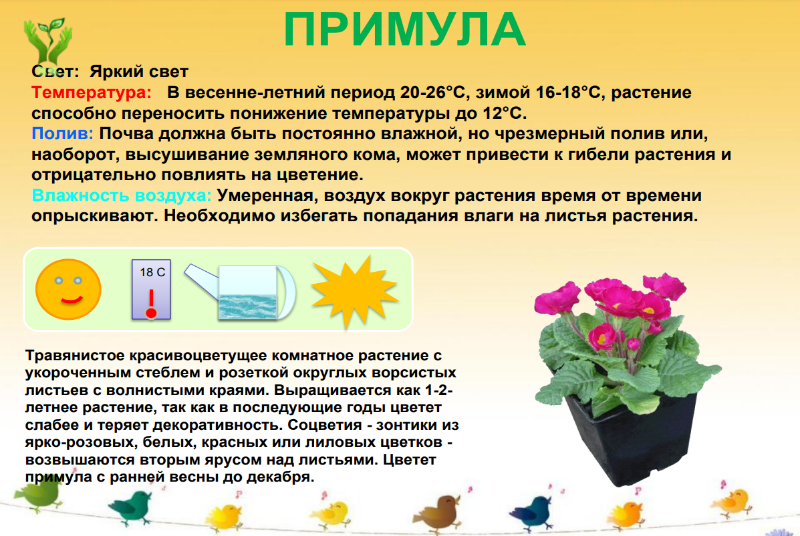 ПРИМУЛА
Свет: Яркий свет
Температура: В весенне-летний период 20-26°С, зимой 16-18°С, растение
способно переносить понижение температуры до 12°С.
Полив: Почва должна быть постоянно влажной, но чрезмерный полив или,
наоборот, высушивание земляного кома, может привести к гибели растения и
отрицательно повлиять на цветение.
Влажность воздуха: Умеренная, воздух вокруг растения время от времени
опрыскивают. Необходимо избегать попадания влаги на листья растения.
18 С
Травянистое красивоцветущее комнатное растение с
укороченным стеблем и розеткой округлых ворсистых
листьев с волнистыми краями. Выращивается как 1-2-
летнее растение, так как в последующие годы цветет
слабее и теряет декоративность. Соцветия - зонтики из
ярко-розовых, белых, красных или лиловых цветков -
возвышаются вторым ярусом над листьями. Цветет
примула с ранней весны до декабря.